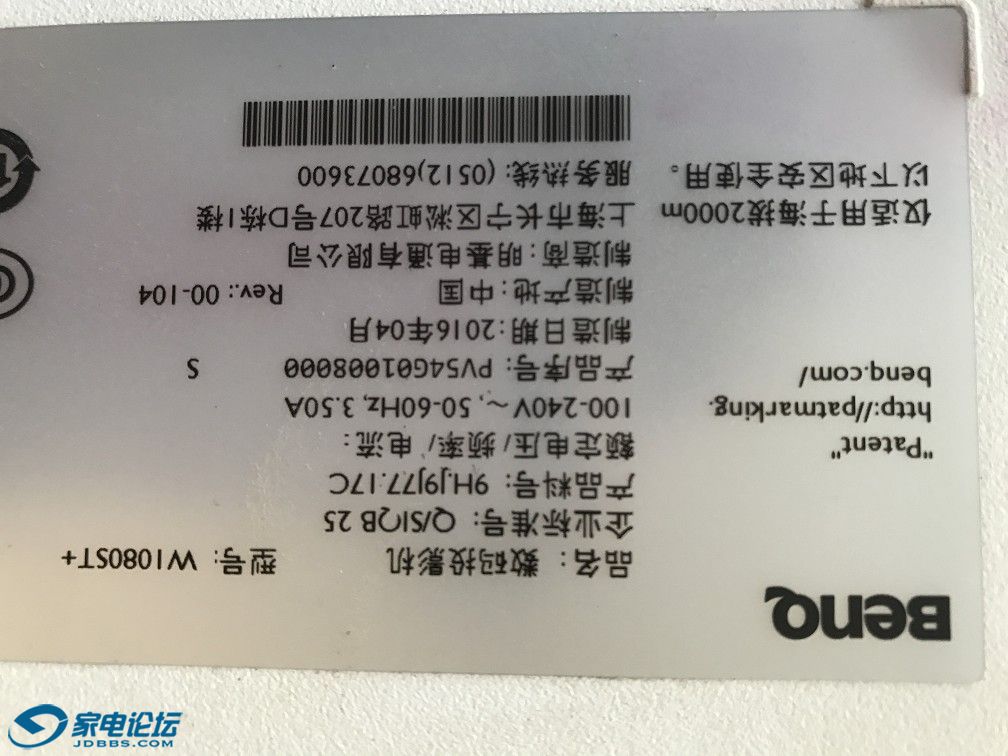 BenQ
品名：数码投影机 型号：W1080ST+
企业标准号：Q/SIQB 25
产品料号：9H.J9J77.17C
额定电压/频率/电流：
100-240V～, 50-60Hz, 3.50A
产品序号：PV54G01008000 S
制造日期：2016年04月
制造产地：中国 Rev.: 00-104
制造商：明基电通有限公司
上海市长宁区淞虹路207号D栋1楼
服务热线：(0512)68073600
"Patent"
http://patmarking.
benq.com/
仅适用于海拔2000m
以下地区安全使用。
家电论坛
JDBBS.COM